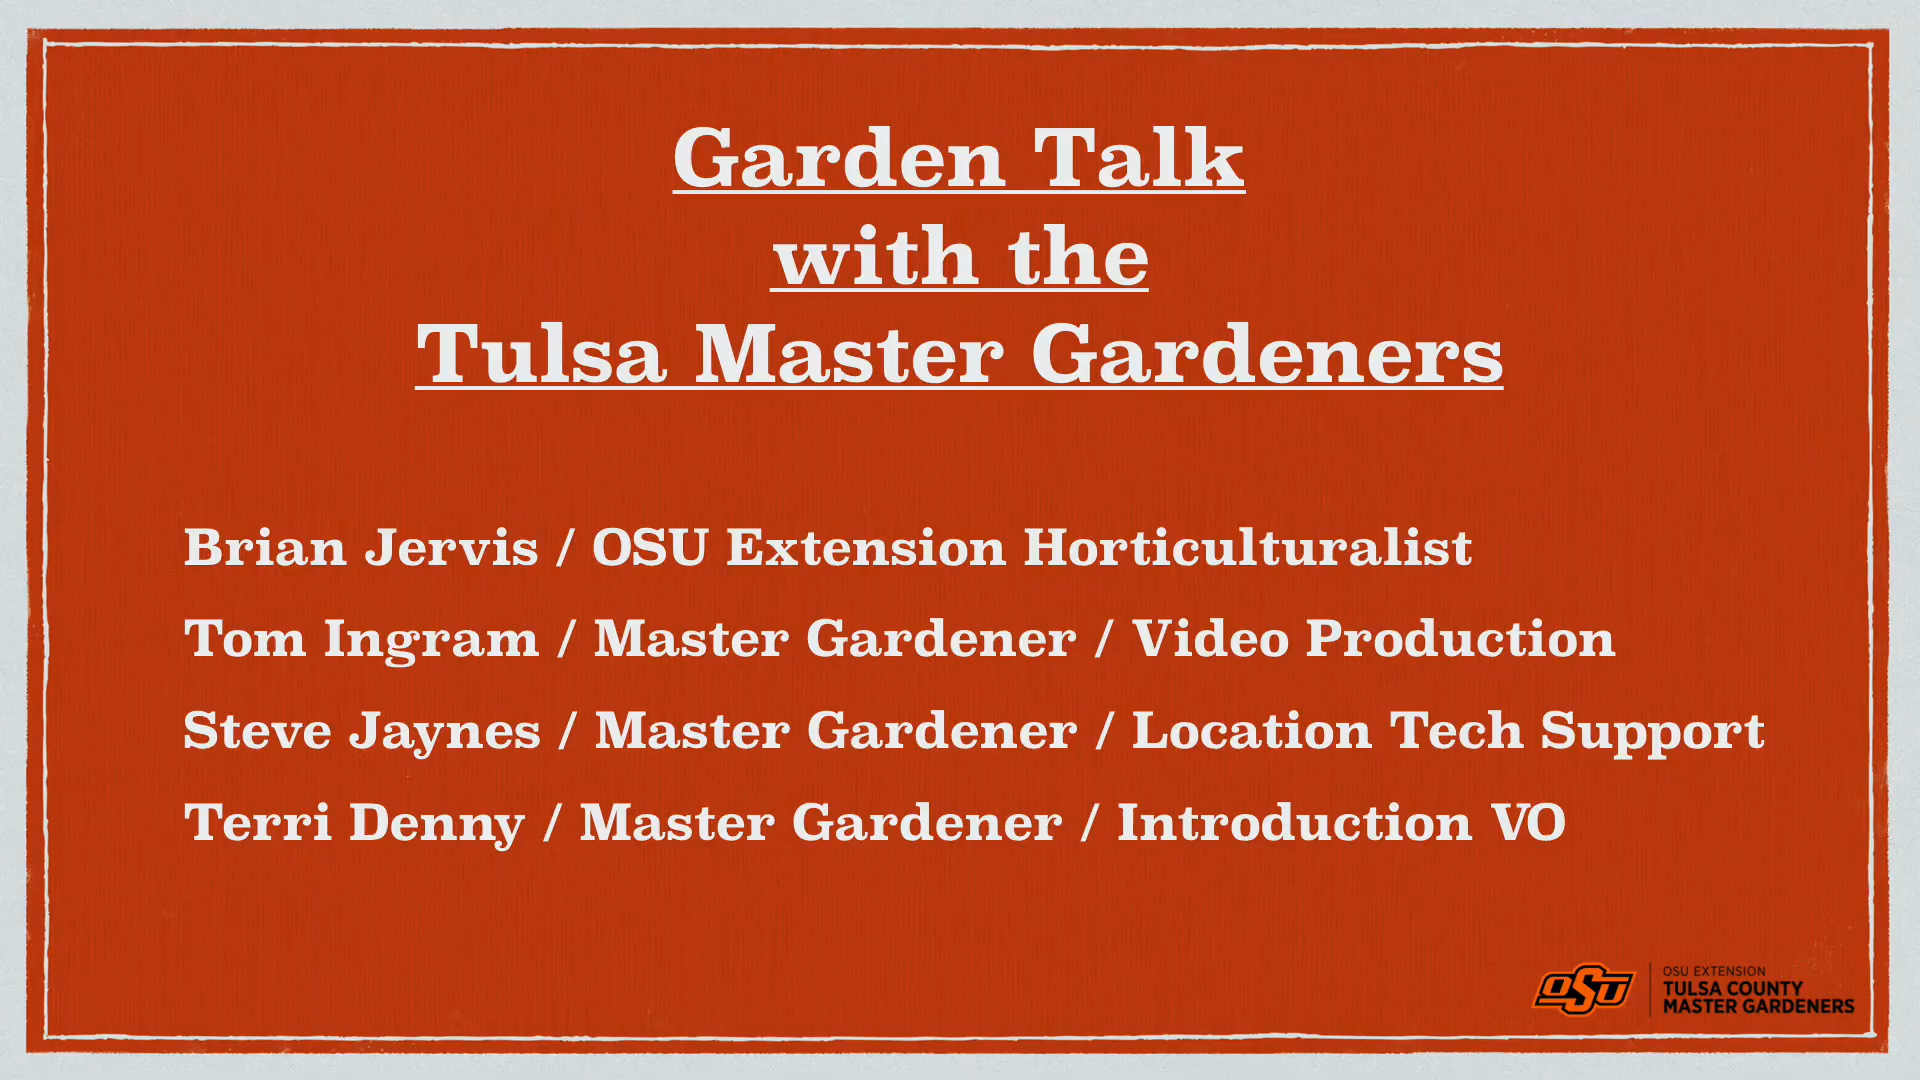 Garden Talk
with the
Tulsa Master Gardeners
Brian Jervis / OSU Extension Horticulturalist
Tom Ingram / Master Gardener / Video Production
Steve Jaynes / Master Gardener / Location Tech Support
Terri Denny / Master Gardener / Introduction VO
OSU
OSU EXTENSION
TULSA COUNTY
MASTER GARDENERS